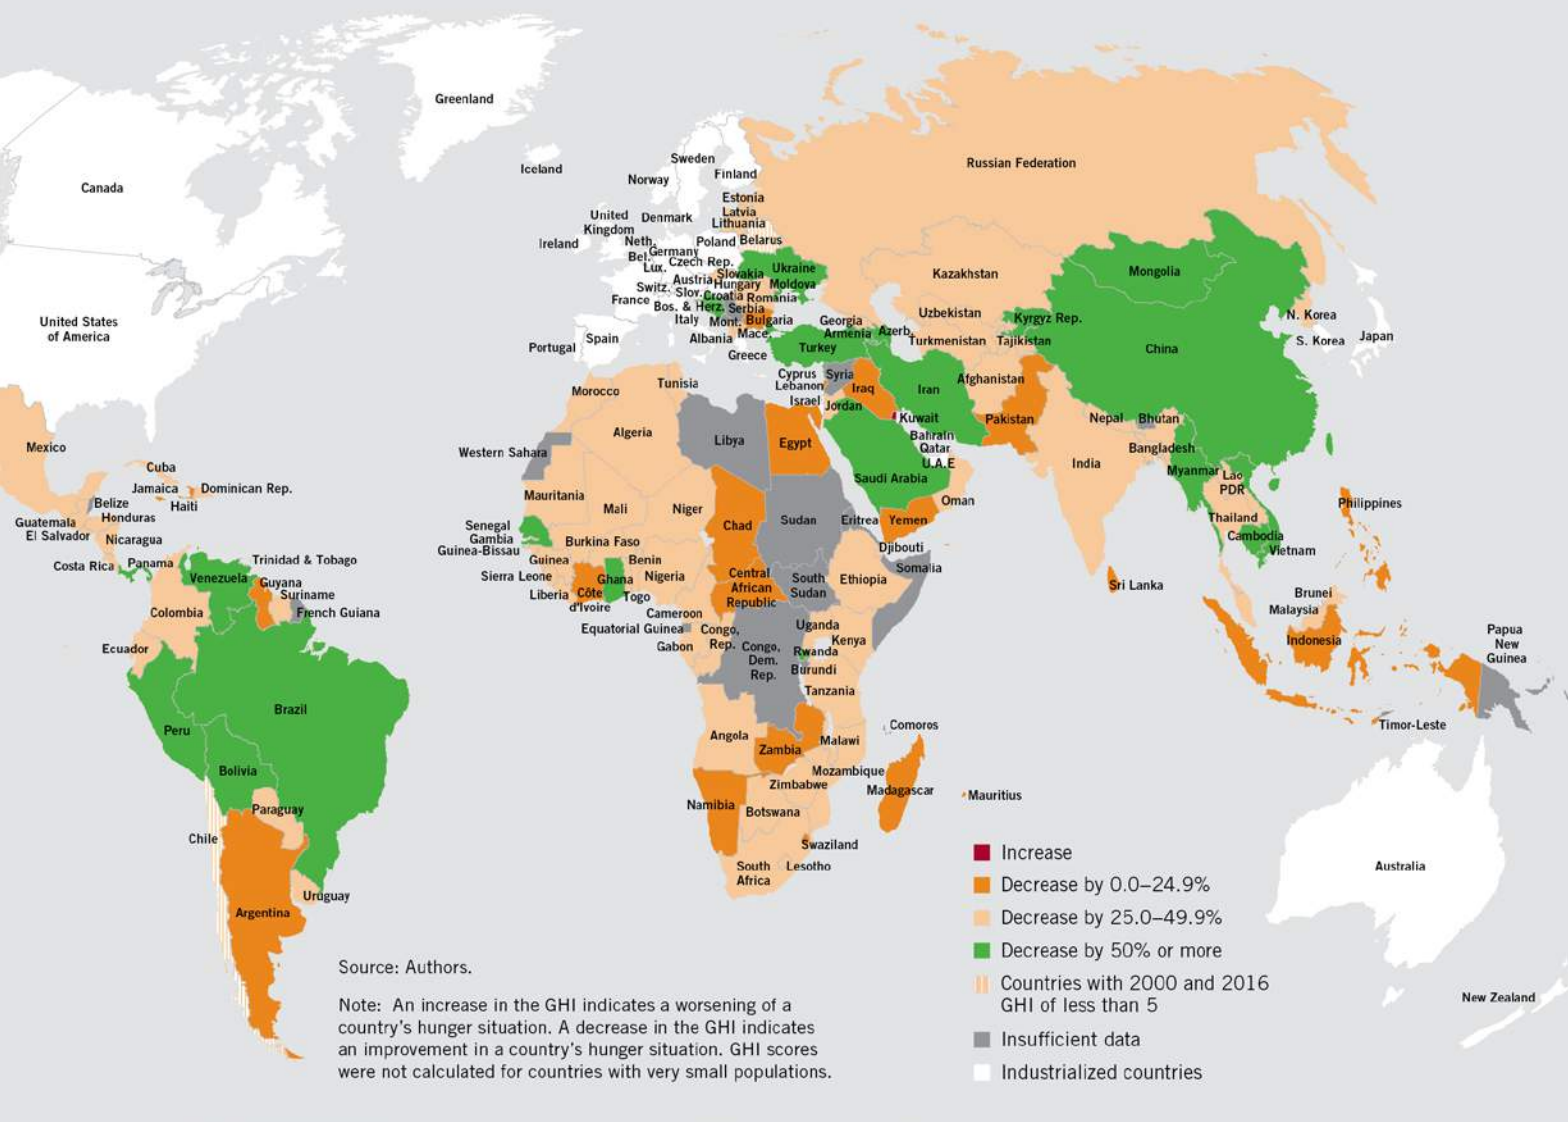 Greenland
Iceland
Canada
United States
of America
Sweden
Norway
Finland
Estonia
Latvia
Lithuania
United
Kingdom
Denmark
Ireland
Neth.
Bel.
Lux.
Germany
Poland
Belarus
Czech Rep.
Austria
Slovakia
Hungary
Ukraine
Moldova
Switz.
Slov.
Croatia
Romania
France
Bos. & Herz.
Serbia
Italy
Mont.
Bulgaria
Albania
Mace.
Greece
Spain
Portugal
Russian Federation
Kazakhstan
Mongolia
Uzbekistan
Kyrgyz Rep.
Georgia
Armenia
Azerb.
Turkmenistan
Tajikistan
China
N. Korea
S. Korea
Japan
Turkey
Cyprus
Lebanon
Israel
Syria
Iraq
Jordan
Iran
Afghanistan
Kuwait
Bahrain
Qatar
U.A.E
Saudi Arabia
Oman
Yemen
Pakistan
Nepal
Bhutan
Bangladesh
India
Myanmar
Lao
PDR
Thailand
Cambodia
Vietnam
Philippines
Sri Lanka
Brunei
Malaysia
Indonesia
Papua
New
Guinea
Timor-Leste
Mexico
Cuba
Jamaica
Dominican Rep.
Haiti
Belize
Honduras
Guatemala
El Salvador
Nicaragua
Costa Rica
Panama
Trinidad & Tobago
Venezuela
Guyana
Suriname
French Guiana
Colombia
Ecuador
Brazil
Peru
Bolivia
Paraguay
Chile
Uruguay
Argentina
Morocco
Tunisia
Algeria
Libya
Egypt
Western Sahara
Mauritania
Mali
Niger
Chad
Sudan
Eritrea
Djibouti
Somalia
Senegal
Gambia
Guinea-Bissau
Burkina Faso
Guinea
Benin
Sierra Leone
Ghana
Nigeria
Liberia
Côte
d'Ivoire
Togo
Central
African
Republic
South
Sudan
Ethiopia
Cameroon
Equatorial Guinea
Gabon
Congo,
Rep.
Congo,
Dem.
Rep.
Uganda
Kenya
Rwanda
Burundi
Tanzania
Angola
Zambia
Malawi
Comoros
Mozambique
Zimbabwe
Madagascar
Mauritius
Namibia
Botswana
Swaziland
South
Africa
Lesotho
Australia
New Zealand
Increase
Decrease by 0.0–24.9%
Decrease by 25.0–49.9%
Decrease by 50% or more
Countries with 2000 and 2016
GHI of less than 5
Insufficient data
Industrialized countries
Source: Authors.
Note: An increase in the GHI indicates a worsening of a
country's hunger situation. A decrease in the GHI indicates
an improvement in a country's hunger situation. GHI scores
were not calculated for countries with very small populations.